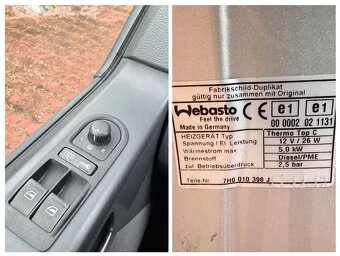 Fabrikschild-Duplikat
gültig nur zusammen mit Original
Webasto CE e1 e1
Feel the drive 00 0002 02 1131
Made in Germany
HEIZGERÄT Typ Thermo Top C
Spannung / El Leistung 12 V / 26 W
Wärmestrom max. 5,0 kW
Brennstoff Diesel/PME
zul Betriebsüberdruck 2,5 bar
Teile-Nr. 7H0 010 398 J